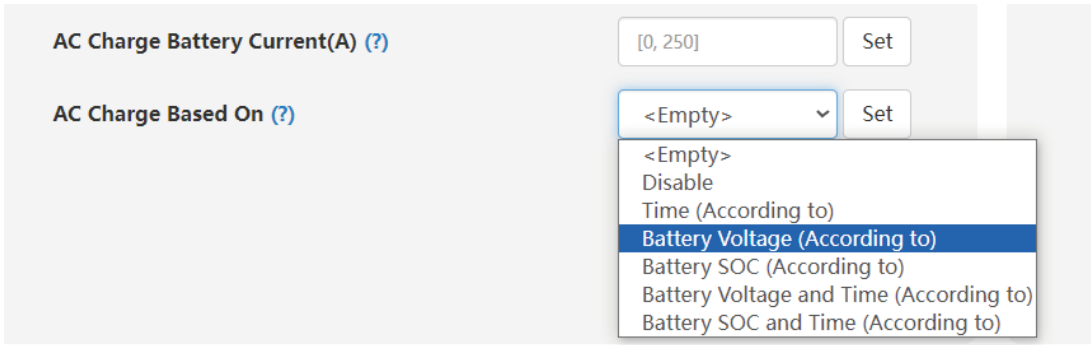 AC Charge Battery Current(A) (?) [0, 250] Set
AC Charge Based On (?) <Empty> Set
<Empty>
Disable
Time (According to)
Battery Voltage (According to)
Battery SOC (According to)
Battery Voltage and Time (According to)
Battery SOC and Time (According to)